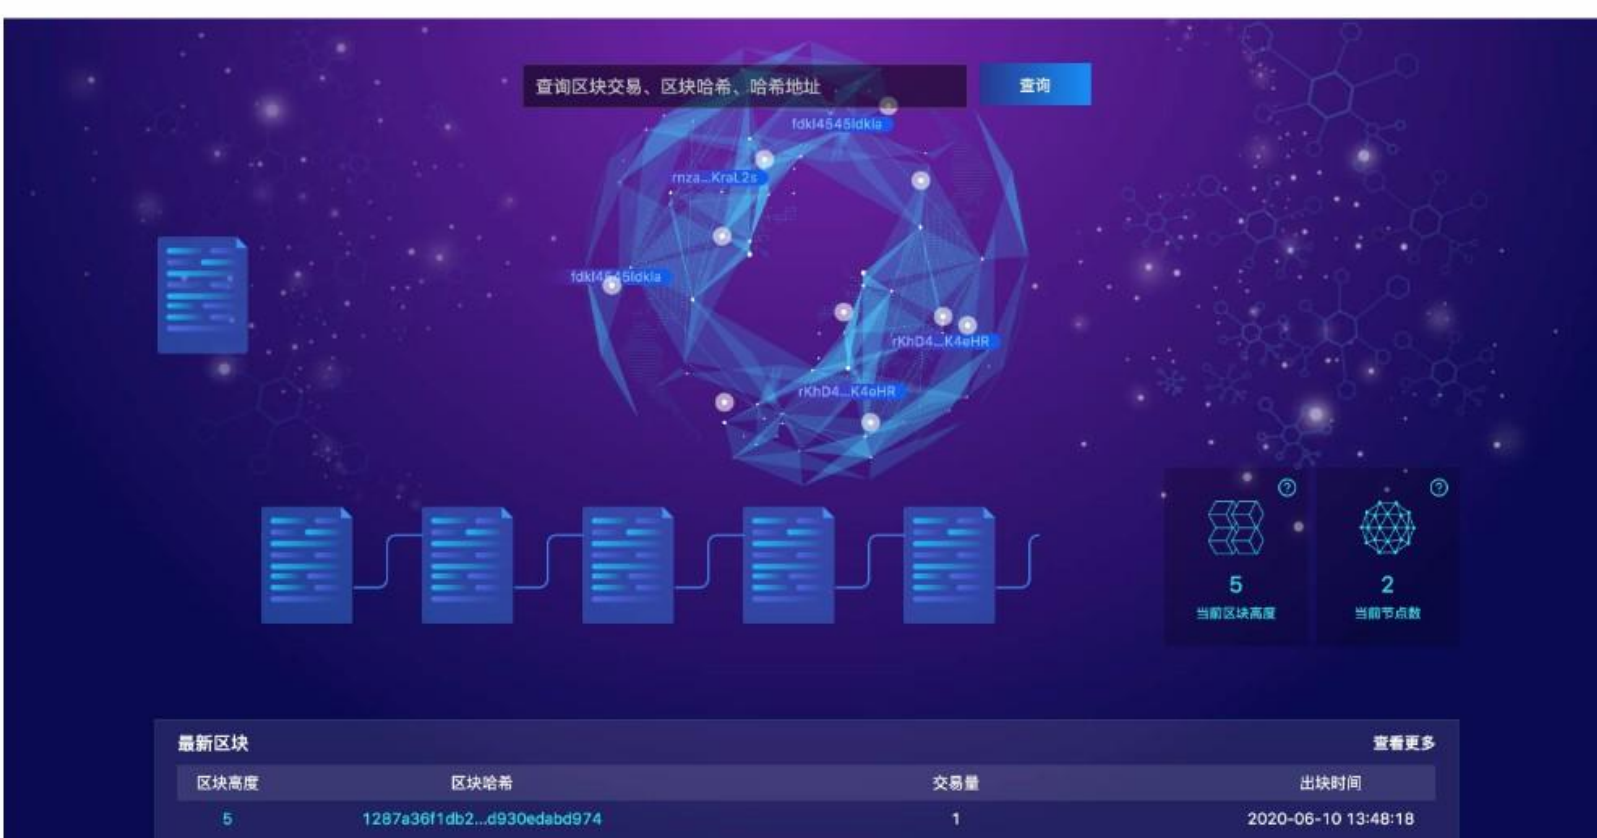 查询区块交易、区块哈希、哈希地址
查询
fdkl4545ldkla
rnza...KraL2s
fdkl4545ldkla
rKhD4...K4eHR
rKhD4...K4eHR
5
当前区块高度
2
当前节点数
最新区块
查看更多
区块高度 区块哈希 交易量 出块时间
5 1287a36f1db2...d930edabd974 1 2020-06-10 13:48:18